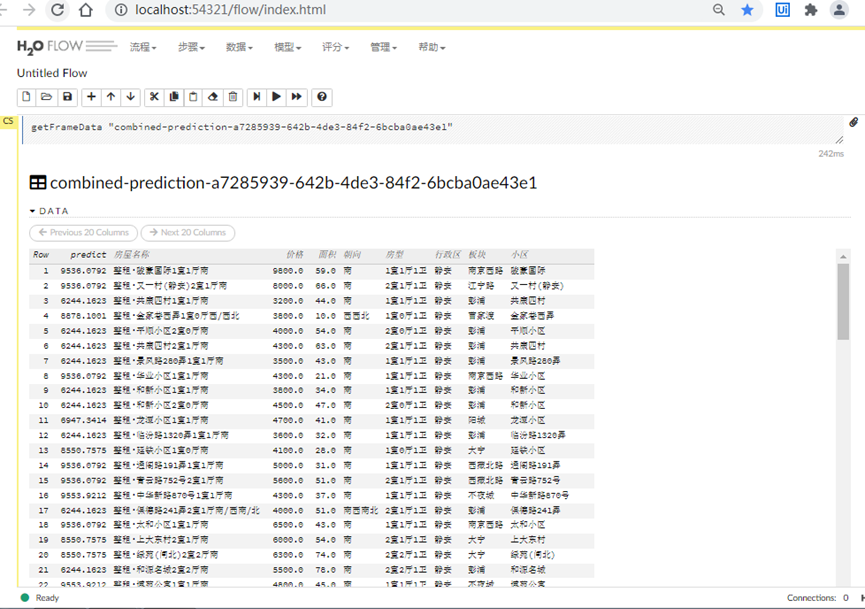 localhost:54321/flow/index.html
H2O FLOW 流程 步骤 数据 模型 评分 管理 帮助
Untitled Flow
CS
getFrameData "combined-prediction-a7285939-642b-4de3-84f2-6bcba0ae43e1"
242ms
combined-prediction-a7285939-642b-4de3-84f2-6bcba0ae43e1
DATA
Previous 20 Columns Next 20 Columns
Row predict 房屋名称 价格 面积 朝向 房型 行政区 板块 小区
1 9536.0792 整租·骏豪国际1室1厅南 9800.0 59.0 南 1室1厅1卫 静安 南京西路 骏豪国际
2 9536.0792 整租·又一村(静安)2室1厅南 8000.0 66.0 南 2室1厅1卫 静安 江宁路 又一村(静安)
3 6244.1623 整租·共康四村1室1厅南 3200.0 44.0 南 1室1厅1卫 静安 彭浦 共康四村
4 8878.1001 整租·金家巷西弄1室0厅西/西北 3800.0 10.0 西西北 1室0厅1卫 静安 曹家渡 金家巷西弄
5 6244.1623 整租·平顺小区2室0厅南 4000.0 54.0 南 2室0厅1卫 静安 彭浦 平顺小区
6 6244.1623 整租·共康四村2室1厅南 4300.0 63.0 南 2室1厅1卫 静安 彭浦 共康四村
7 6244.1623 整租·景凤路280弄1室1厅南 3500.0 43.0 南 1室1厅1卫 静安 彭浦 景凤路280弄
8 9536.0792 整租·华业小区1室1厅南 4300.0 21.0 南 1室1厅1卫 静安 南京西路 华业小区
9 6244.1623 整租·和新小区1室1厅南 3800.0 34.0 南 1室1厅1卫 静安 彭浦 和新小区
10 6244.1623 整租·和新小区2室0厅南 4500.0 47.0 南 2室0厅1卫 静安 彭浦 和新小区
11 6947.3414 整租·龙潭小区1室1厅南 4700.0 41.0 南 1室1厅1卫 静安 阳城 龙潭小区
12 6244.1623 整租·临汾路1320弄1室1厅南 3600.0 32.0 南 1室1厅1卫 静安 彭浦 临汾路1320弄
13 8550.7575 整租·延铁小区1室0厅南 4100.0 28.0 南 1室0厅1卫 静安 大宁 延铁小区
14 9536.0792 整租·通阁路191弄1室1厅南 5000.0 31.0 南 1室1厅1卫 静安 西藏北路 通阁路191弄
15 9536.0792 整租·青云路752号2室1厅南 5600.0 51.0 南 2室1厅1卫 静安 西藏北路 青云路752号
16 9553.9212 整租·中华新路870号1室1厅南 4300.0 37.0 南 1室1厅1卫 静安 不夜城 中华新路870号
17 6244.1623 整租·保德路241弄2室1厅南/西南/北 4000.0 51.0 南西南北 2室1厅1卫 静安 彭浦 保德路241弄
18 9536.0792 整租·太和小区1室1厅南 6500.0 43.0 南 1室1厅1卫 静安 南京西路 太和小区
19 8550.7575 整租·上大东村2室1厅南 6000.0 54.0 南 2室1厅1卫 静安 大宁 上大东村
20 8550.7575 整租·绿苑(闸北)2室2厅南 6300.0 74.0 南 2室2厅1卫 静安 大宁 绿苑(闸北)
21 6244.1623 整租·和源名城2室2厅南 5500.0 78.0 南 2室2厅1卫 静安 彭浦 和源名城
22 9553.9212 4800.0 45.0 南 1室1厅1卫 静安 不夜城
Ready Connections: 0